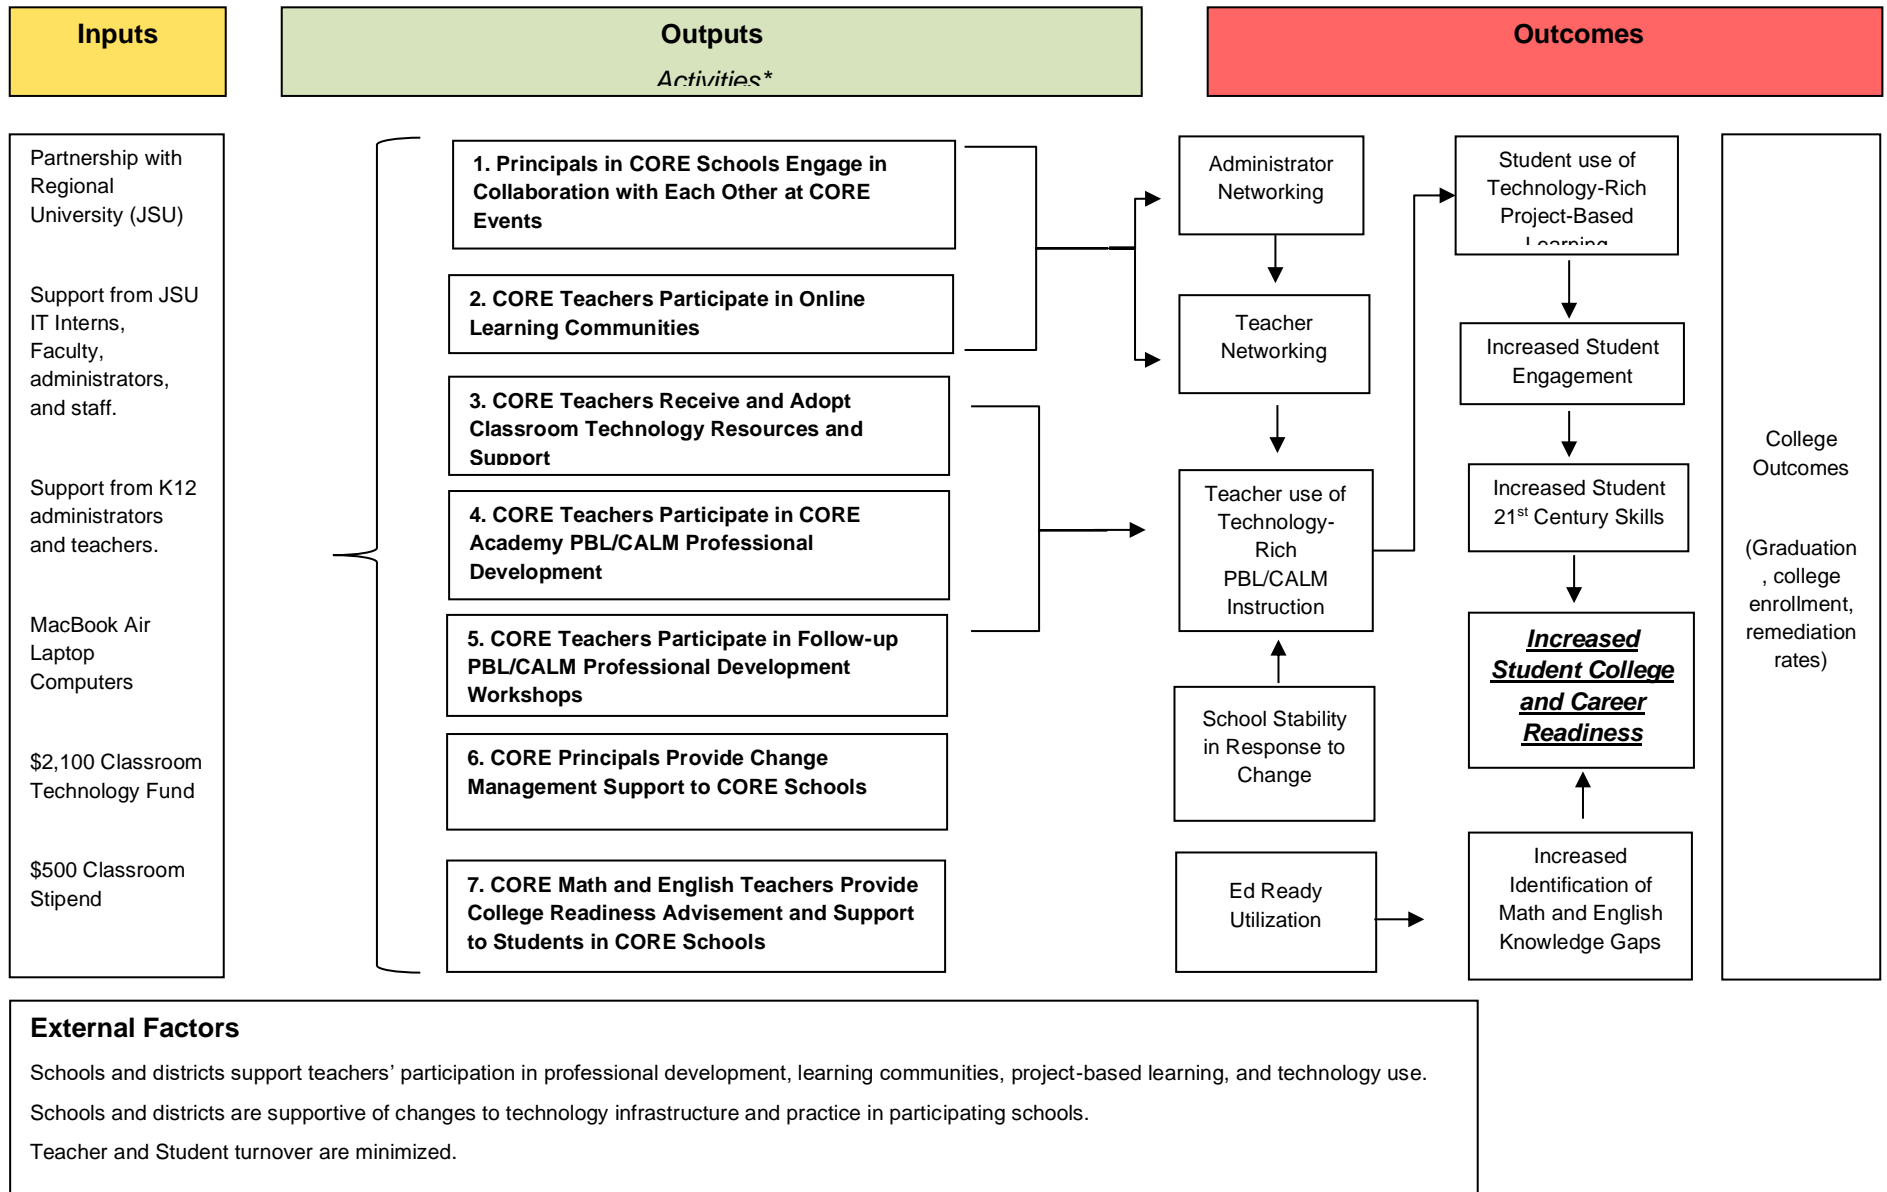 Inputs
Outputs
Activities*
Outcomes
Partnership with
Regional
University (JSU)
Support from JSU
IT Interns,
Faculty,
administrators,
and staff.
Support from K12
administrators
and teachers.
MacBook Air
Laptop
Computers
$2,100 Classroom
Technology Fund
$500 Classroom
Stipend
1. Principals in CORE Schools Engage in
Collaboration with Each Other at CORE
Events
2. CORE Teachers Participate in Online
Learning Communities
3. CORE Teachers Receive and Adopt
Classroom Technology Resources and
Support
4. CORE Teachers Participate in CORE
Academy PBL/CALM Professional
Development
5. CORE Teachers Participate in Follow-up
PBL/CALM Professional Development
Workshops
6. CORE Principals Provide Change
Management Support to CORE Schools
7. CORE Math and English Teachers Provide
College Readiness Advisement and Support
to Students in CORE Schools
Administrator
Networking
Teacher
Networking
Teacher use of
Technology-
Rich
PBL/CALM
Instruction
School Stability
in Response to
Change
Ed Ready
Utilization
Student use of
Technology-Rich
Project-Based
Learning
Increased Student
Engagement
Increased Student
21st Century Skills
Increased
Student College
and Career
Readiness
Increased
Identification of
Math and English
Knowledge Gaps
College
Outcomes
(Graduation
, college
enrollment,
remediation
rates)
External Factors
Schools and districts support teachers’ participation in professional development, learning communities, project-based learning, and technology use.
Schools and districts are supportive of changes to technology infrastructure and practice in participating schools.
Teacher and Student turnover are minimized.